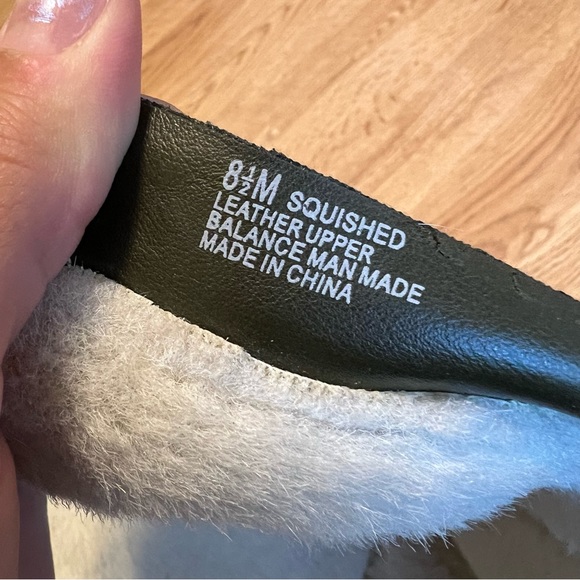 8½M SQUISHED
LEATHER UPPER
BALANCE MAN MADE
MADE IN CHINA